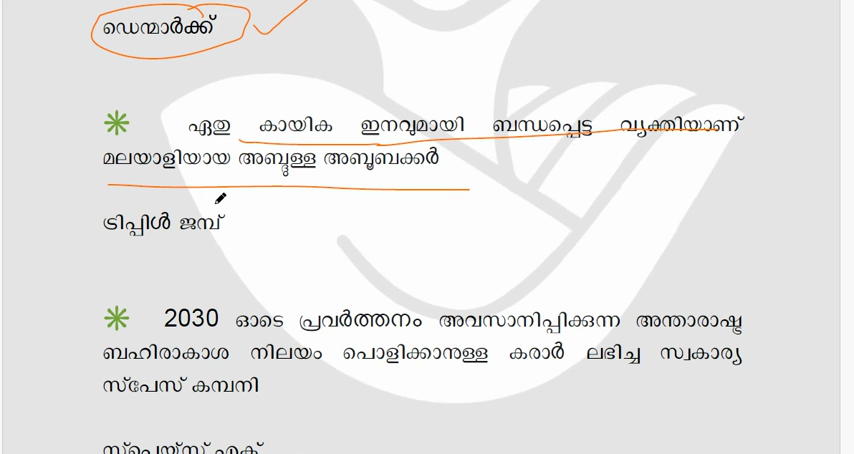 ഡെന്മാർക്ക്
ഏതു കായിക ഇനവുമായി ബന്ധപ്പെട്ട വ്യക്തിയാണ്
മലയാളിയായ അബ്ദുള്ള അബൂബക്കർ
ട്രിപ്പിൾ ജമ്പ്
2030 ഓടെ പ്രവർത്തനം അവസാനിപ്പിക്കുന്ന അന്താരാഷ്ട്ര
ബഹിരാകാശ നിലയം പൊളിക്കാനുള്ള കരാർ ലഭിച്ച സ്വകാര്യ
സ്പേസ് കമ്പനി
സ്പെയ്സ് എക്സ്